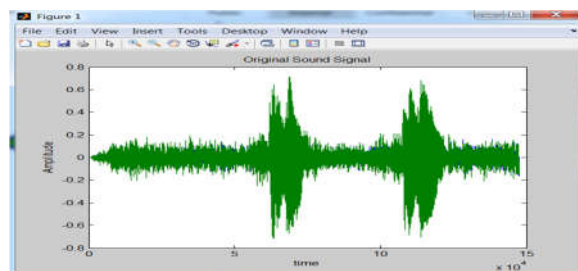 Figure 1
File Edit View Insert Tools Desktop Window Help
Original Sound Signal
0.8
0.6
0.4
0.2
0
-0.2
-0.4
-0.6
-0.8
Amplitude
0 5 10 15
time
x 10⁴